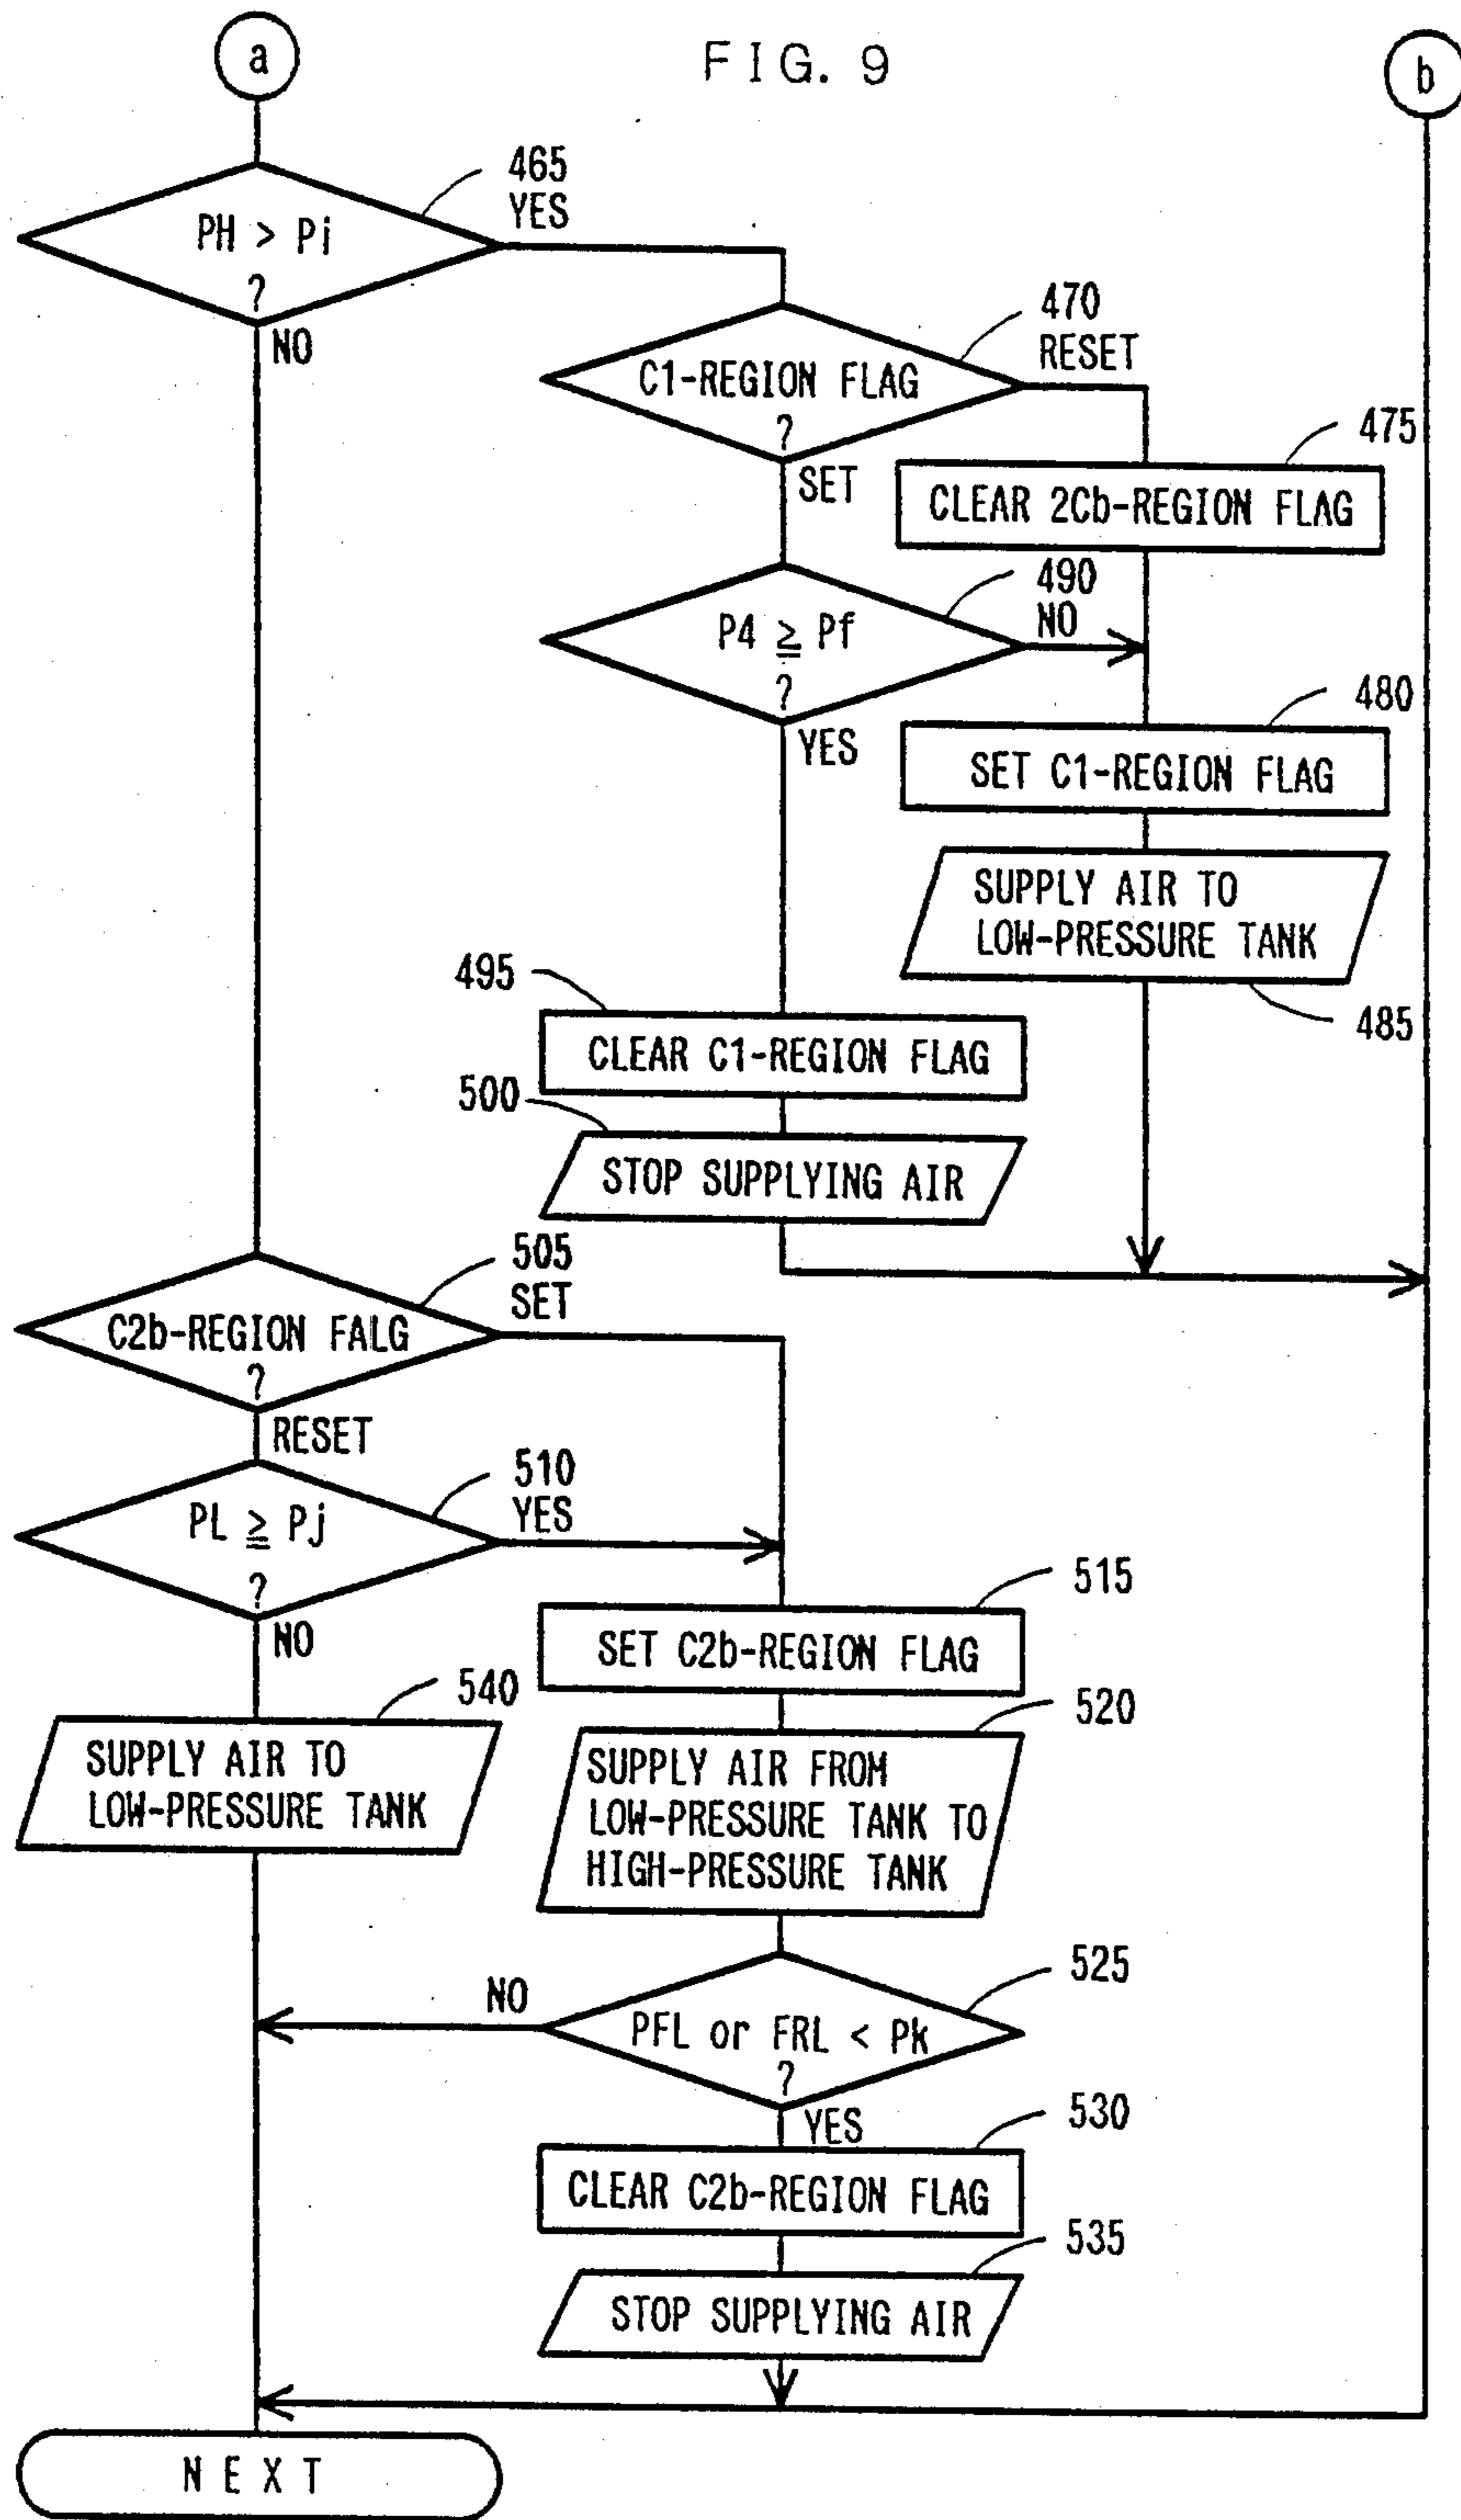 FIG. 9
a
b
465
YES
PH > Pi
?
NO
470
RESET
C1-REGION FLAG
?
SET
475
CLEAR 2Cb-REGION FLAG
490
NO
P4 ≧ Pf
?
YES
480
SET C1-REGION FLAG
SUPPLY AIR TO
LOW-PRESSURE TANK
485
495
CLEAR C1-REGION FLAG
500
STOP SUPPLYING AIR
505
SET
C2b-REGION FALG
?
RESET
510
YES
PL ≧ Pj
?
NO
515
SET C2b-REGION FLAG
540
SUPPLY AIR TO
LOW-PRESSURE TANK
520
SUPPLY AIR FROM
LOW-PRESSURE TANK TO
HIGH-PRESSURE TANK
525
NO
PFL or FRL < Pk
?
YES
530
CLEAR C2b-REGION FLAG
535
STOP SUPPLYING AIR
NEXT